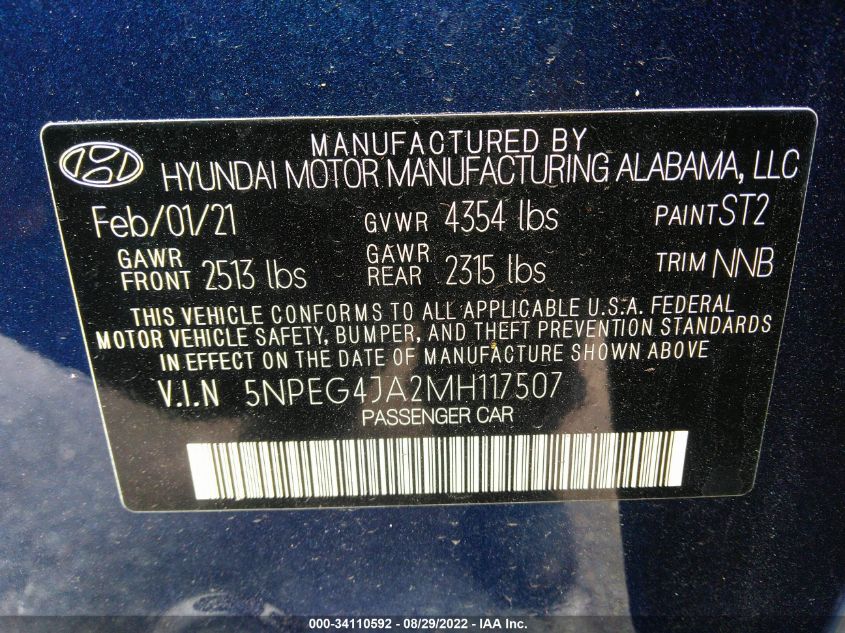 MANUFACTURED BY
HYUNDAI MOTOR MANUFACTURING ALABAMA, LLC
Feb/01/21 GVWR 4354 lbs PAINT ST2
GAWR FRONT 2513 lbs GAWR REAR 2315 lbs TRIM NNB
THIS VEHICLE CONFORMS TO ALL APPLICABLE U.S.A. FEDERAL
MOTOR VEHICLE SAFETY, BUMPER, AND THEFT PREVENTION STANDARDS
IN EFFECT ON THE DATE OF MANUFACTURE SHOWN ABOVE
V.I.N 5NPEG4JA2MH117507
PASSENGER CAR
000-34110592 - 08/29/2022 - IAA Inc.